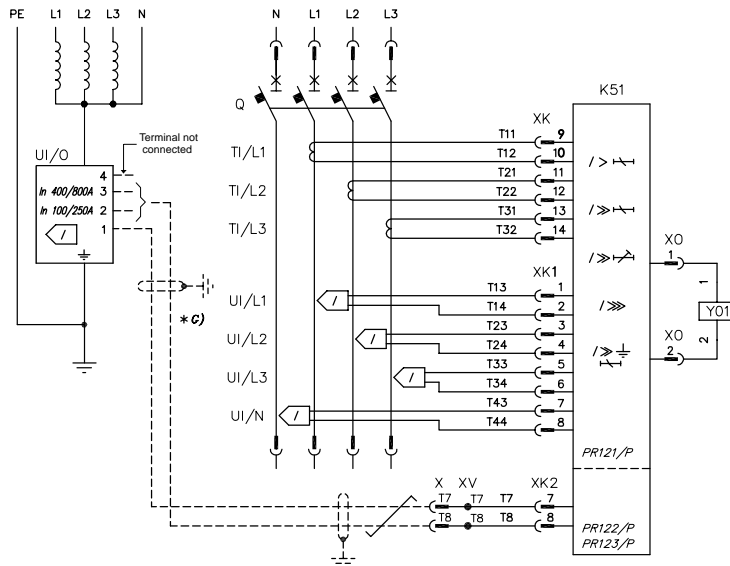 PE L1 L2 L3 N
N L1 L2 L3
K51
Q
XK
Terminal not
connected
UI/O
4
In 400/800A 3
In 100/250A 2
1
/
*G)
TI/L1
T11 9
T12 10
TI/L2
T21 11
T22 12
TI/L3
T31 13
T32 14
XK1
UI/L1 /
T13 1
T14 2
UI/L2 /
T23 3
T24 4
UI/L3 /
T33 5
T34 6
UI/N /
T43 7
T44 8
/>
/>>
/>>
/>>>
/>>
XO
1
1
Y01
2
XO
2
PR121/P
X XV XK2
T7 T7 T7 7
T8 T8 T8 8
PR122/P
PR123/P